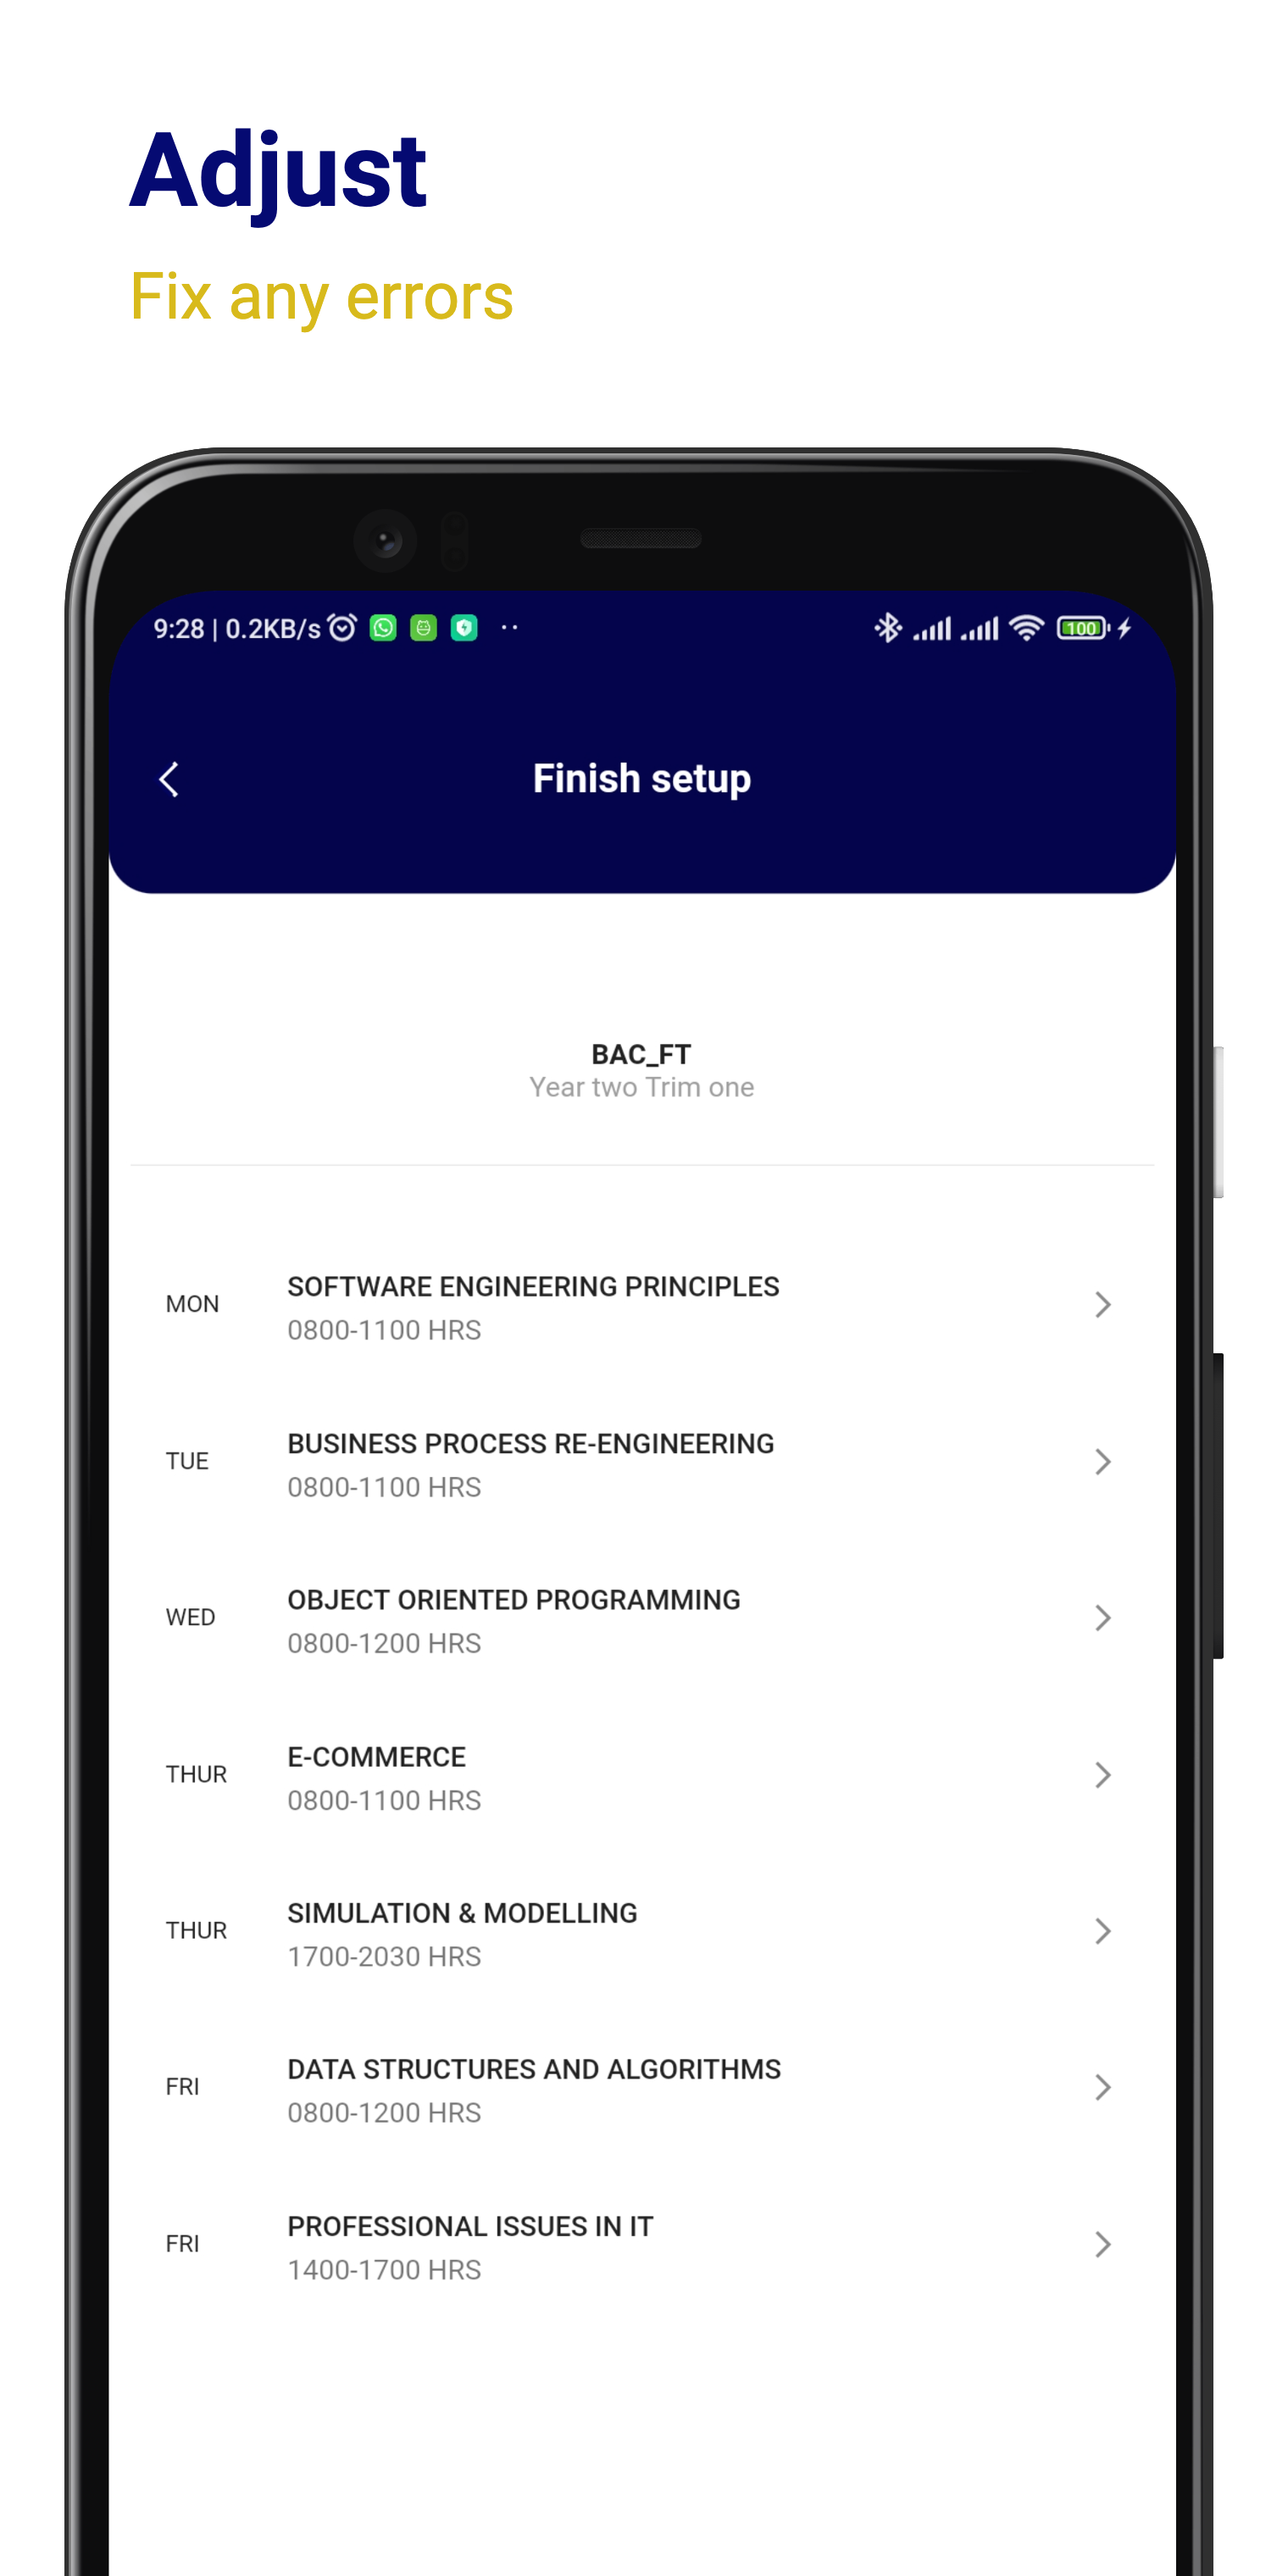 Adjust
Fix any errors
9:28 | 0.2KB/s
100
Finish setup
BAC_FT
Year two Trim one
MON
SOFTWARE ENGINEERING PRINCIPLES
0800-1100 HRS
TUE
BUSINESS PROCESS RE-ENGINEERING
0800-1100 HRS
WED
OBJECT ORIENTED PROGRAMMING
0800-1200 HRS
THUR
E-COMMERCE
0800-1100 HRS
THUR
SIMULATION & MODELLING
1700-2030 HRS
FRI
DATA STRUCTURES AND ALGORITHMS
0800-1200 HRS
FRI
PROFESSIONAL ISSUES IN IT
1400-1700 HRS